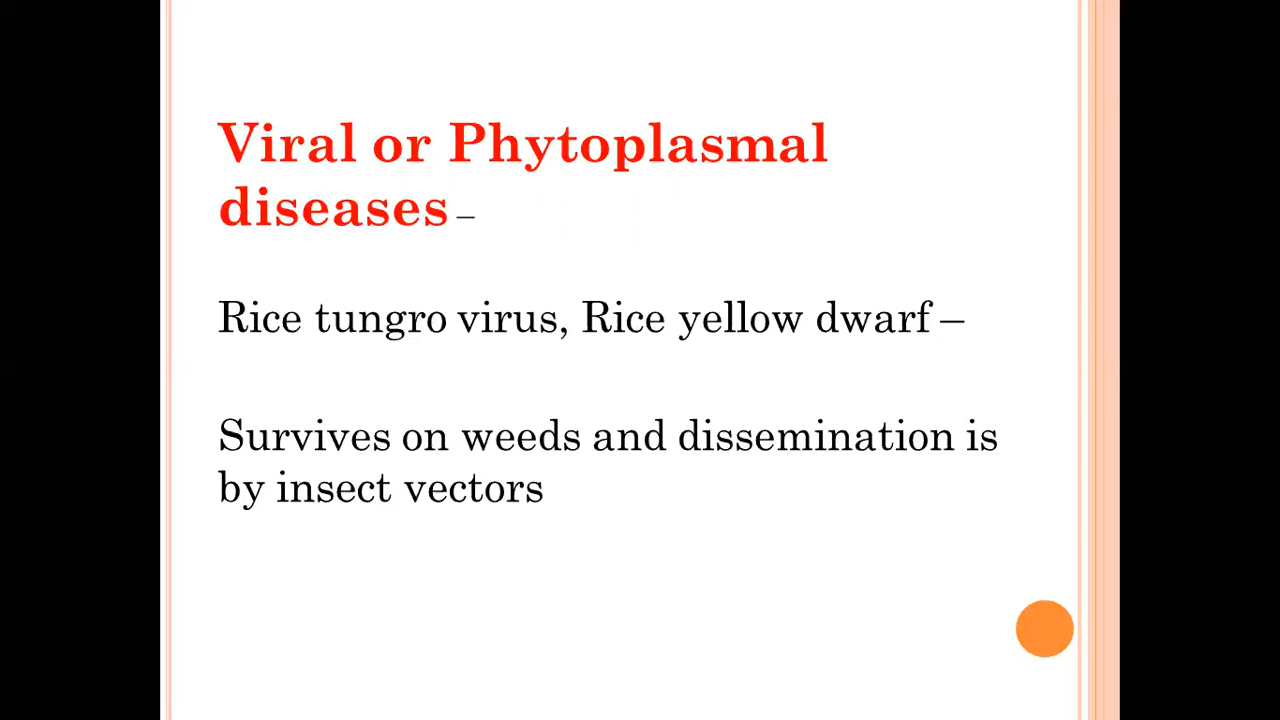 Viral or Phytoplasmal
diseases –
Rice tungro virus, Rice yellow dwarf –
Survives on weeds and dissemination is
by insect vectors